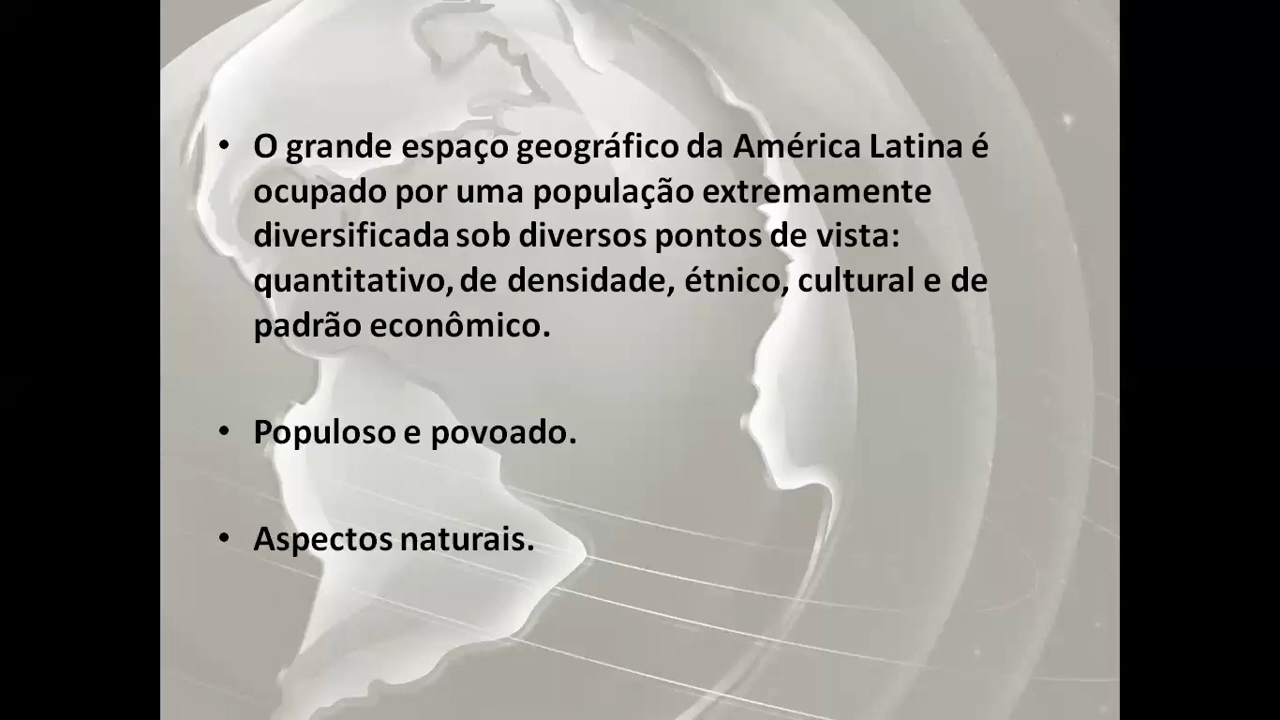 • O grande espaço geográfico da América Latina é
ocupado por uma população extremamente
diversificada sob diversos pontos de vista:
quantitativo, de densidade, étnico, cultural e de
padrão econômico.
• Populoso e povoado.
• Aspectos naturais.